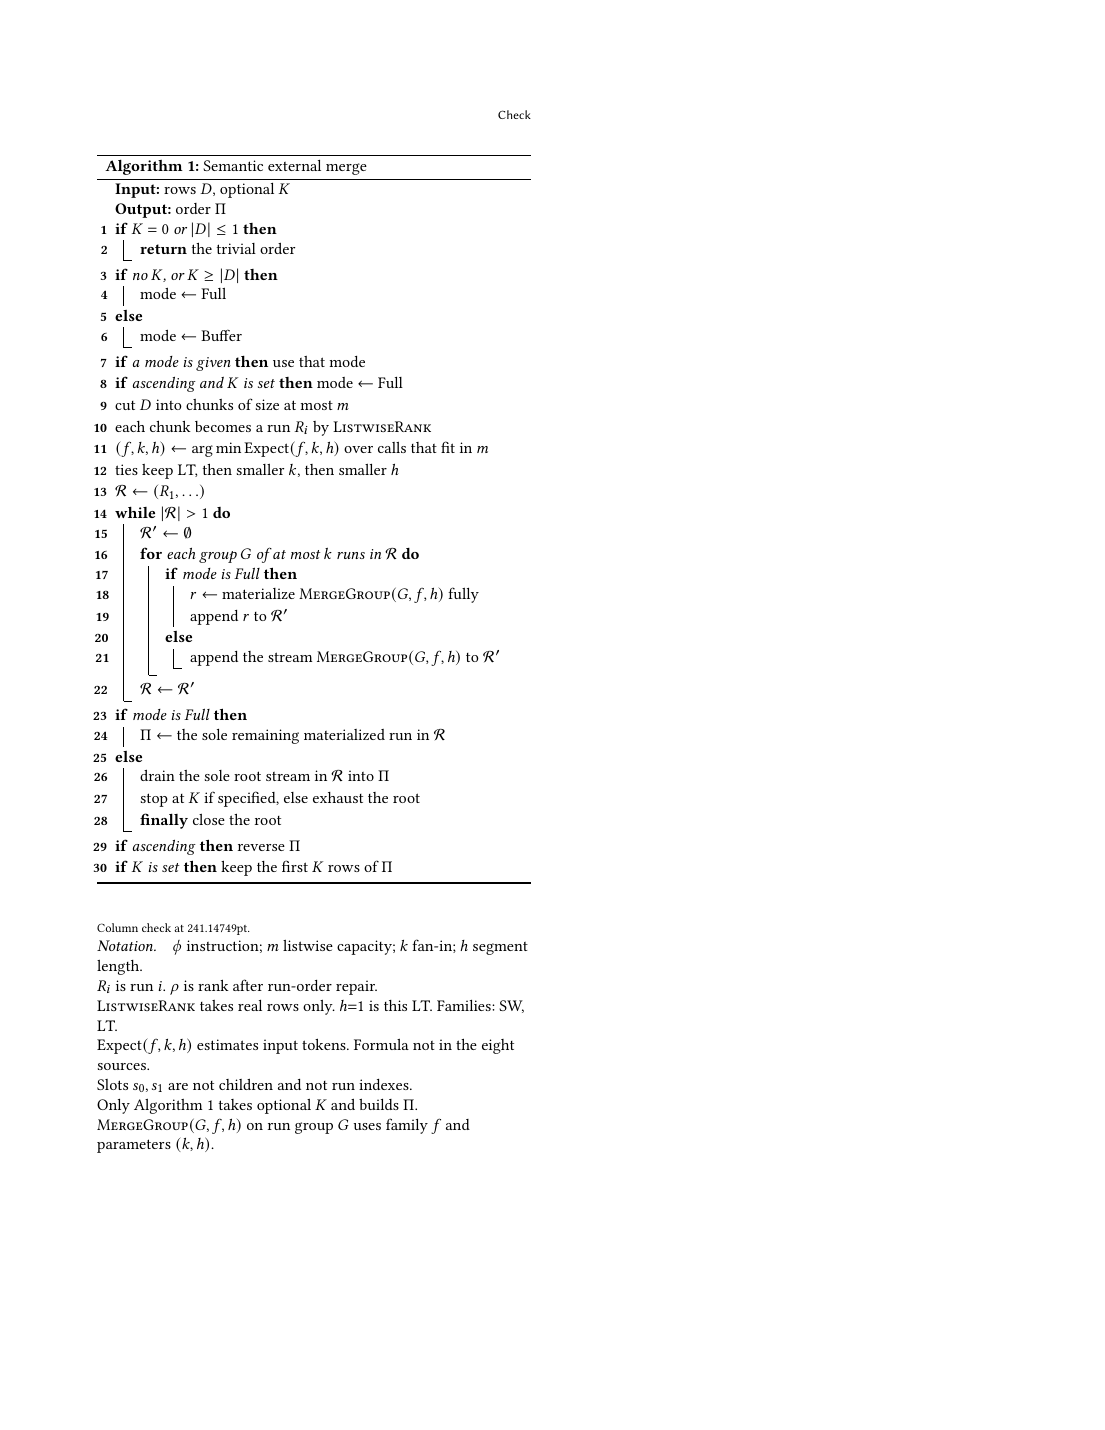 Check
Algorithm 1: Semantic external merge
Input: rows D, optional K
Output: order Π
1 if K = 0 or |D| ≤ 1 then
2 return the trivial order
3 if no K, or K ≥ |D| then
4 mode ← Full
5 else
6 mode ← Buffer
7 if a mode is given then use that mode
8 if ascending and K is set then mode ← Full
9 cut D into chunks of size at most m
10 each chunk becomes a run Rᵢ by ListwiseRank
11 (f, k, h) ← arg min Expect(f, k, h) over calls that fit in m
12 ties keep LT, then smaller k, then smaller h
13 ℛ ← (R₁, . . .)
14 while |ℛ| > 1 do
15 ℛ′ ← ∅
16 for each group G of at most k runs in ℛ do
17 if mode is Full then
18 r ← materialize MergeGroup(G, f, h) fully
19 append r to ℛ′
20 else
21 append the stream MergeGroup(G, f, h) to ℛ′
22 ℛ ← ℛ′
23 if mode is Full then
24 Π ← the sole remaining materialized run in ℛ
25 else
26 drain the sole root stream in ℛ into Π
27 stop at K if specified, else exhaust the root
28 finally close the root
29 if ascending then reverse Π
30 if K is set then keep the first K rows of Π
Column check at 241.14749pt.
Notation. ϕ instruction; m listwise capacity; k fan-in; h segment
length.
Rᵢ is run i. ρ is rank after run-order repair.
ListwiseRank takes real rows only. h=1 is this LT. Families: SW,
LT.
Expect(f, k, h) estimates input tokens. Formula not in the eight
sources.
Slots s₀, s₁ are not children and not run indexes.
Only Algorithm 1 takes optional K and builds Π.
MergeGroup(G, f, h) on run group G uses family f and
parameters (k, h).